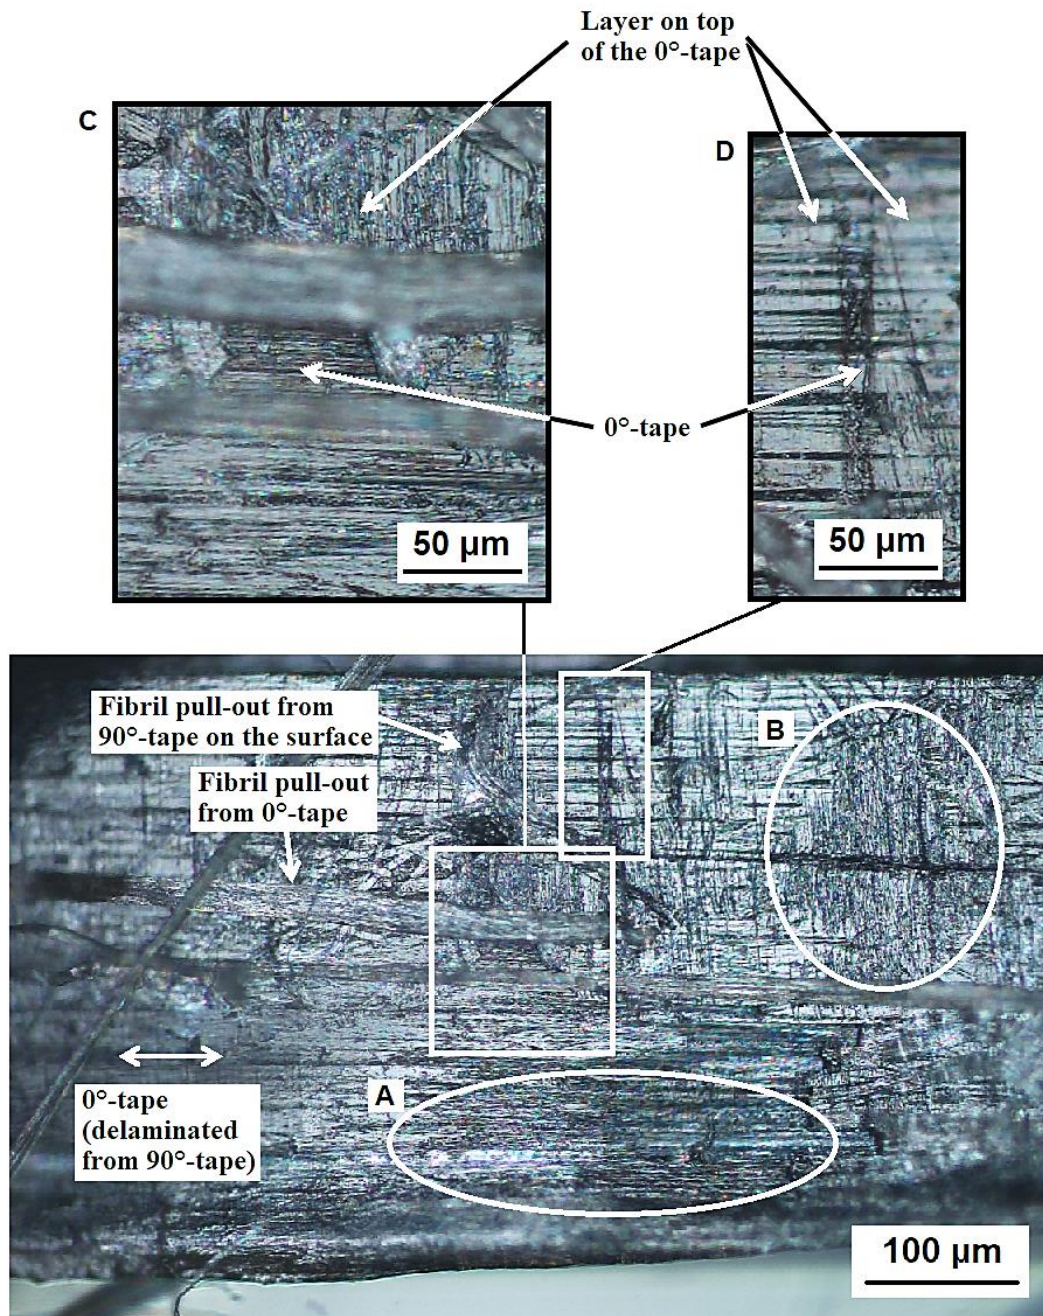 Layer on top
of the 0°-tape
C
D
0°-tape
50 µm
50 µm
Fibril pull-out from
90°-tape on the surface
B
Fibril pull-out
from 0°-tape
A
0°-tape
(delaminated
from 90°-tape)
100 µm